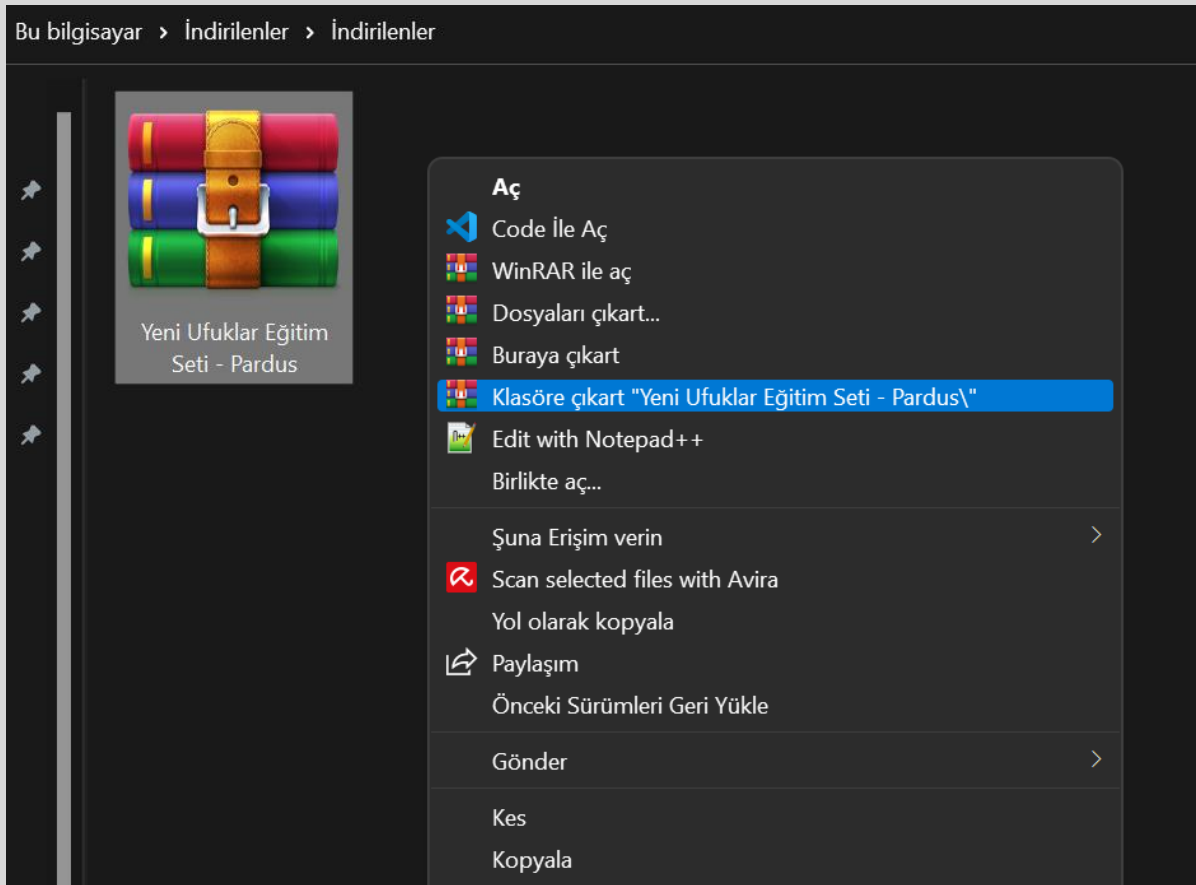 Bu bilgisayar > İndirilenler > İndirilenler
Yeni Ufuklar Eğitim
Seti - Pardus
Aç
Code İle Aç
WinRAR ile aç
Dosyaları çıkart...
Buraya çıkart
Klasöre çıkart "Yeni Ufuklar Eğitim Seti - Pardus\"
Edit with Notepad++
Birlikte aç...
Şuna Erişim verin
Scan selected files with Avira
Yol olarak kopyala
Paylaşım
Önceki Sürümleri Geri Yükle
Gönder
Kes
Kopyala